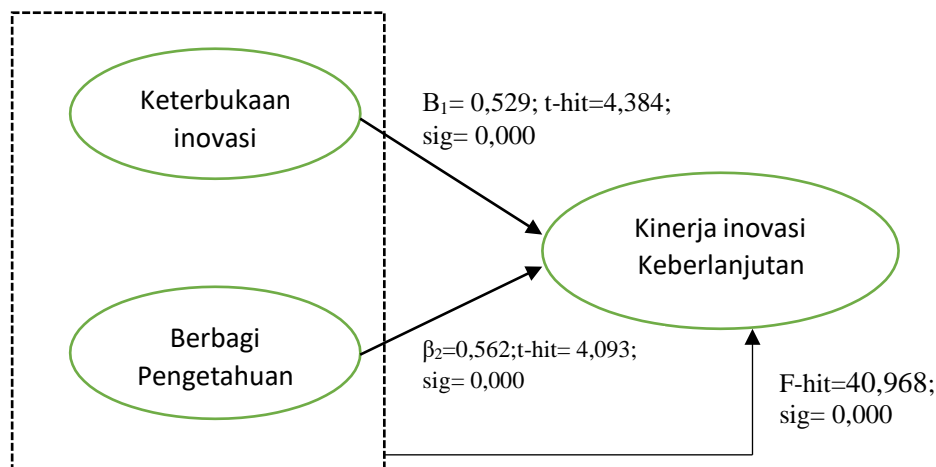 Keterbukaan
inovasi
B₁= 0,529; t-hit=4,384;
sig= 0,000
Kinerja inovasi
Keberlanjutan
Berbagi
Pengetahuan
β₂=0,562;t-hit= 4,093;
sig= 0,000
F-hit=40,968;
sig= 0,000